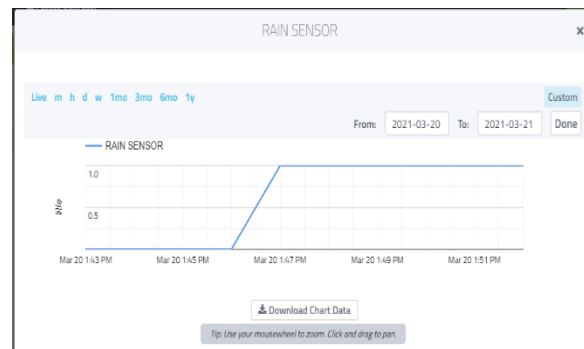 RAIN SENSOR
x
Live m h d w 1mo 3mo 6mo 1y
Custom
From: 2021-03-20 To: 2021-03-21 Done
RAIN SENSOR
1.0
0.5
Mar 20 1:43 PM Mar 20 1:45 PM Mar 20 1:47 PM Mar 20 1:49 PM Mar 20 1:51 PM
Download Chart Data
Tip: Use your mousewheel to zoom. Click and drag to pan.